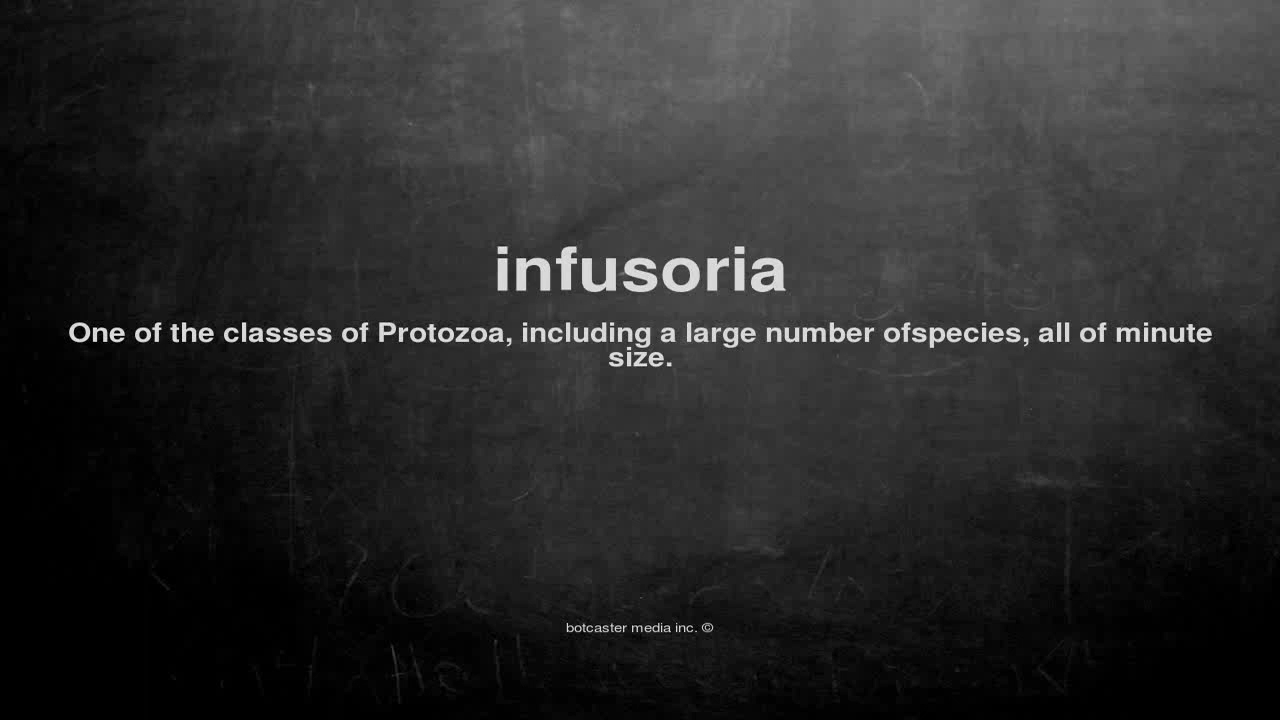 infusoria
One of the classes of Protozoa, including a large number ofspecies, all of minute
size.
botcaster media inc. ©